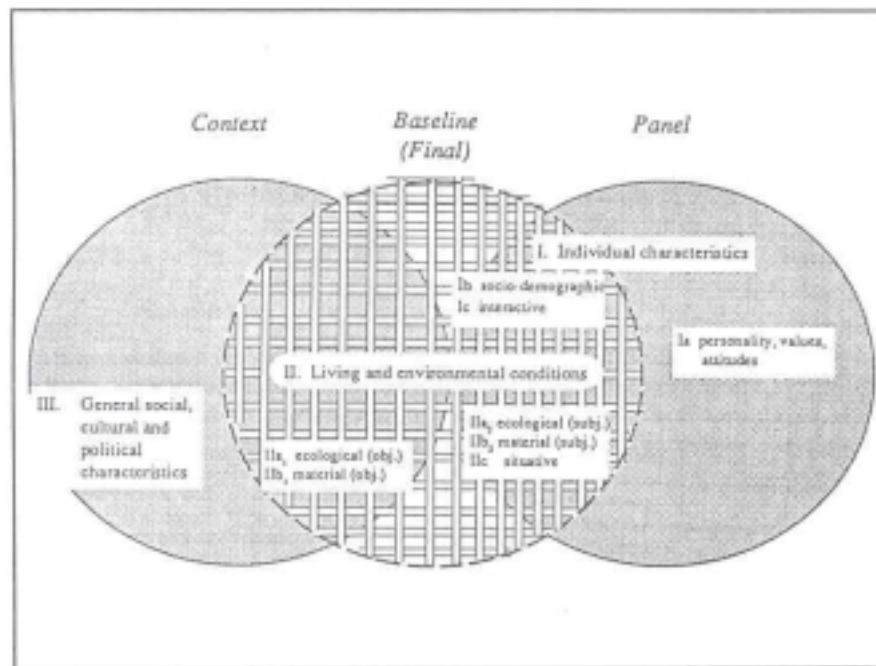 Context
Baseline
(Final)
Panel
I. Individual characteristics
Ib socio-demographic
Ic interactive
Ia personality, values,
attitudes
II. Living and environmental conditions
III. General social,
cultural and
political
characteristics
IIa₁ ecological (obj.)
IIb₁ material (obj.)
IIa₂ ecological (subj.)
IIb₂ material (subj.)
IIc situative